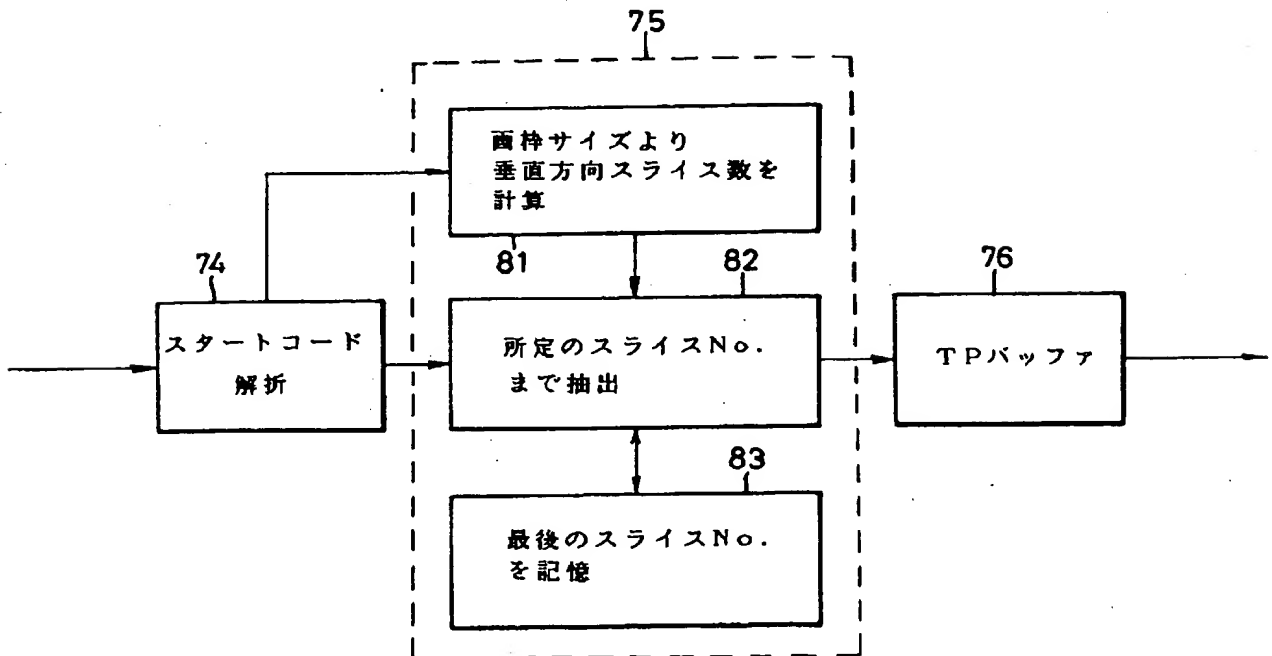 75
画枠サイズより
垂直方向スライス数を
計算
81
74
スタートコード
解折
82
所定のスライスNo.
まで抽出
76
TPバッファ
83
最後のスライスNo.
を記憶